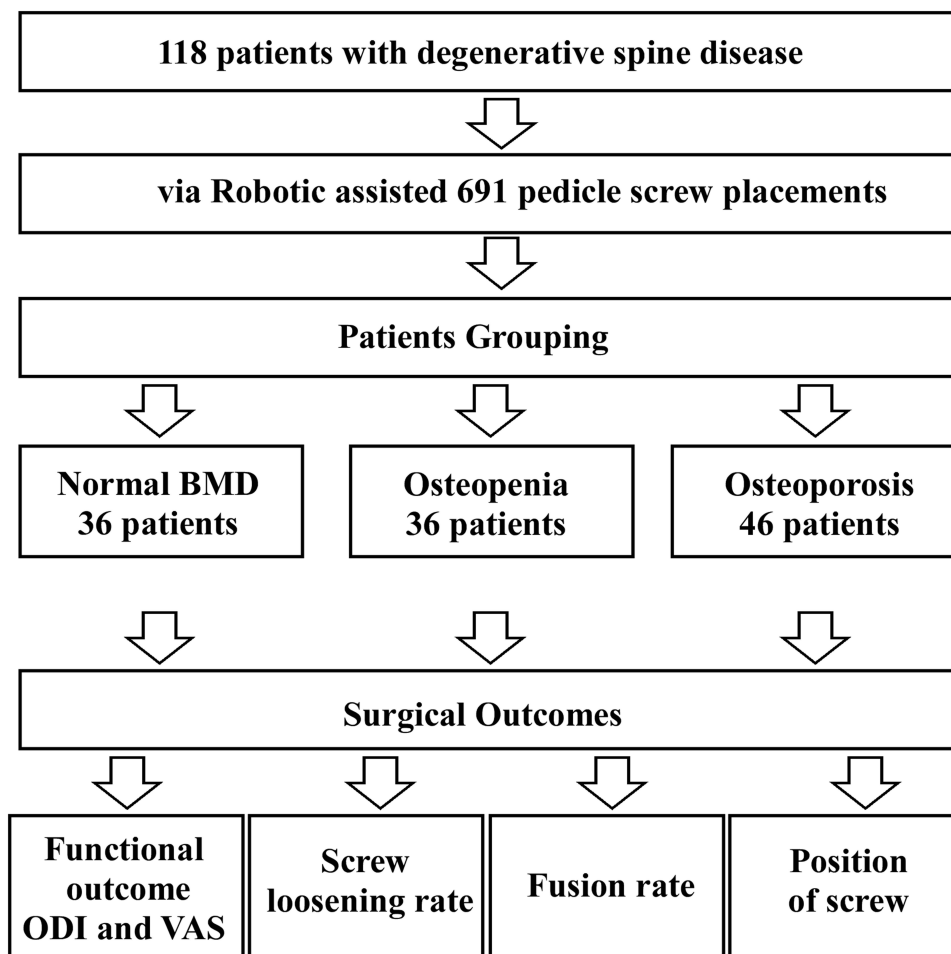 118 patients with degenerative spine disease
via Robotic assisted 691 pedicle screw placements
Patients Grouping
Normal BMD
36 patients
Osteopenia
36 patients
Osteoporosis
46 patients
Surgical Outcomes
Functional
outcome
ODI and VAS
Screw
loosening rate
Fusion rate
Position
of screw